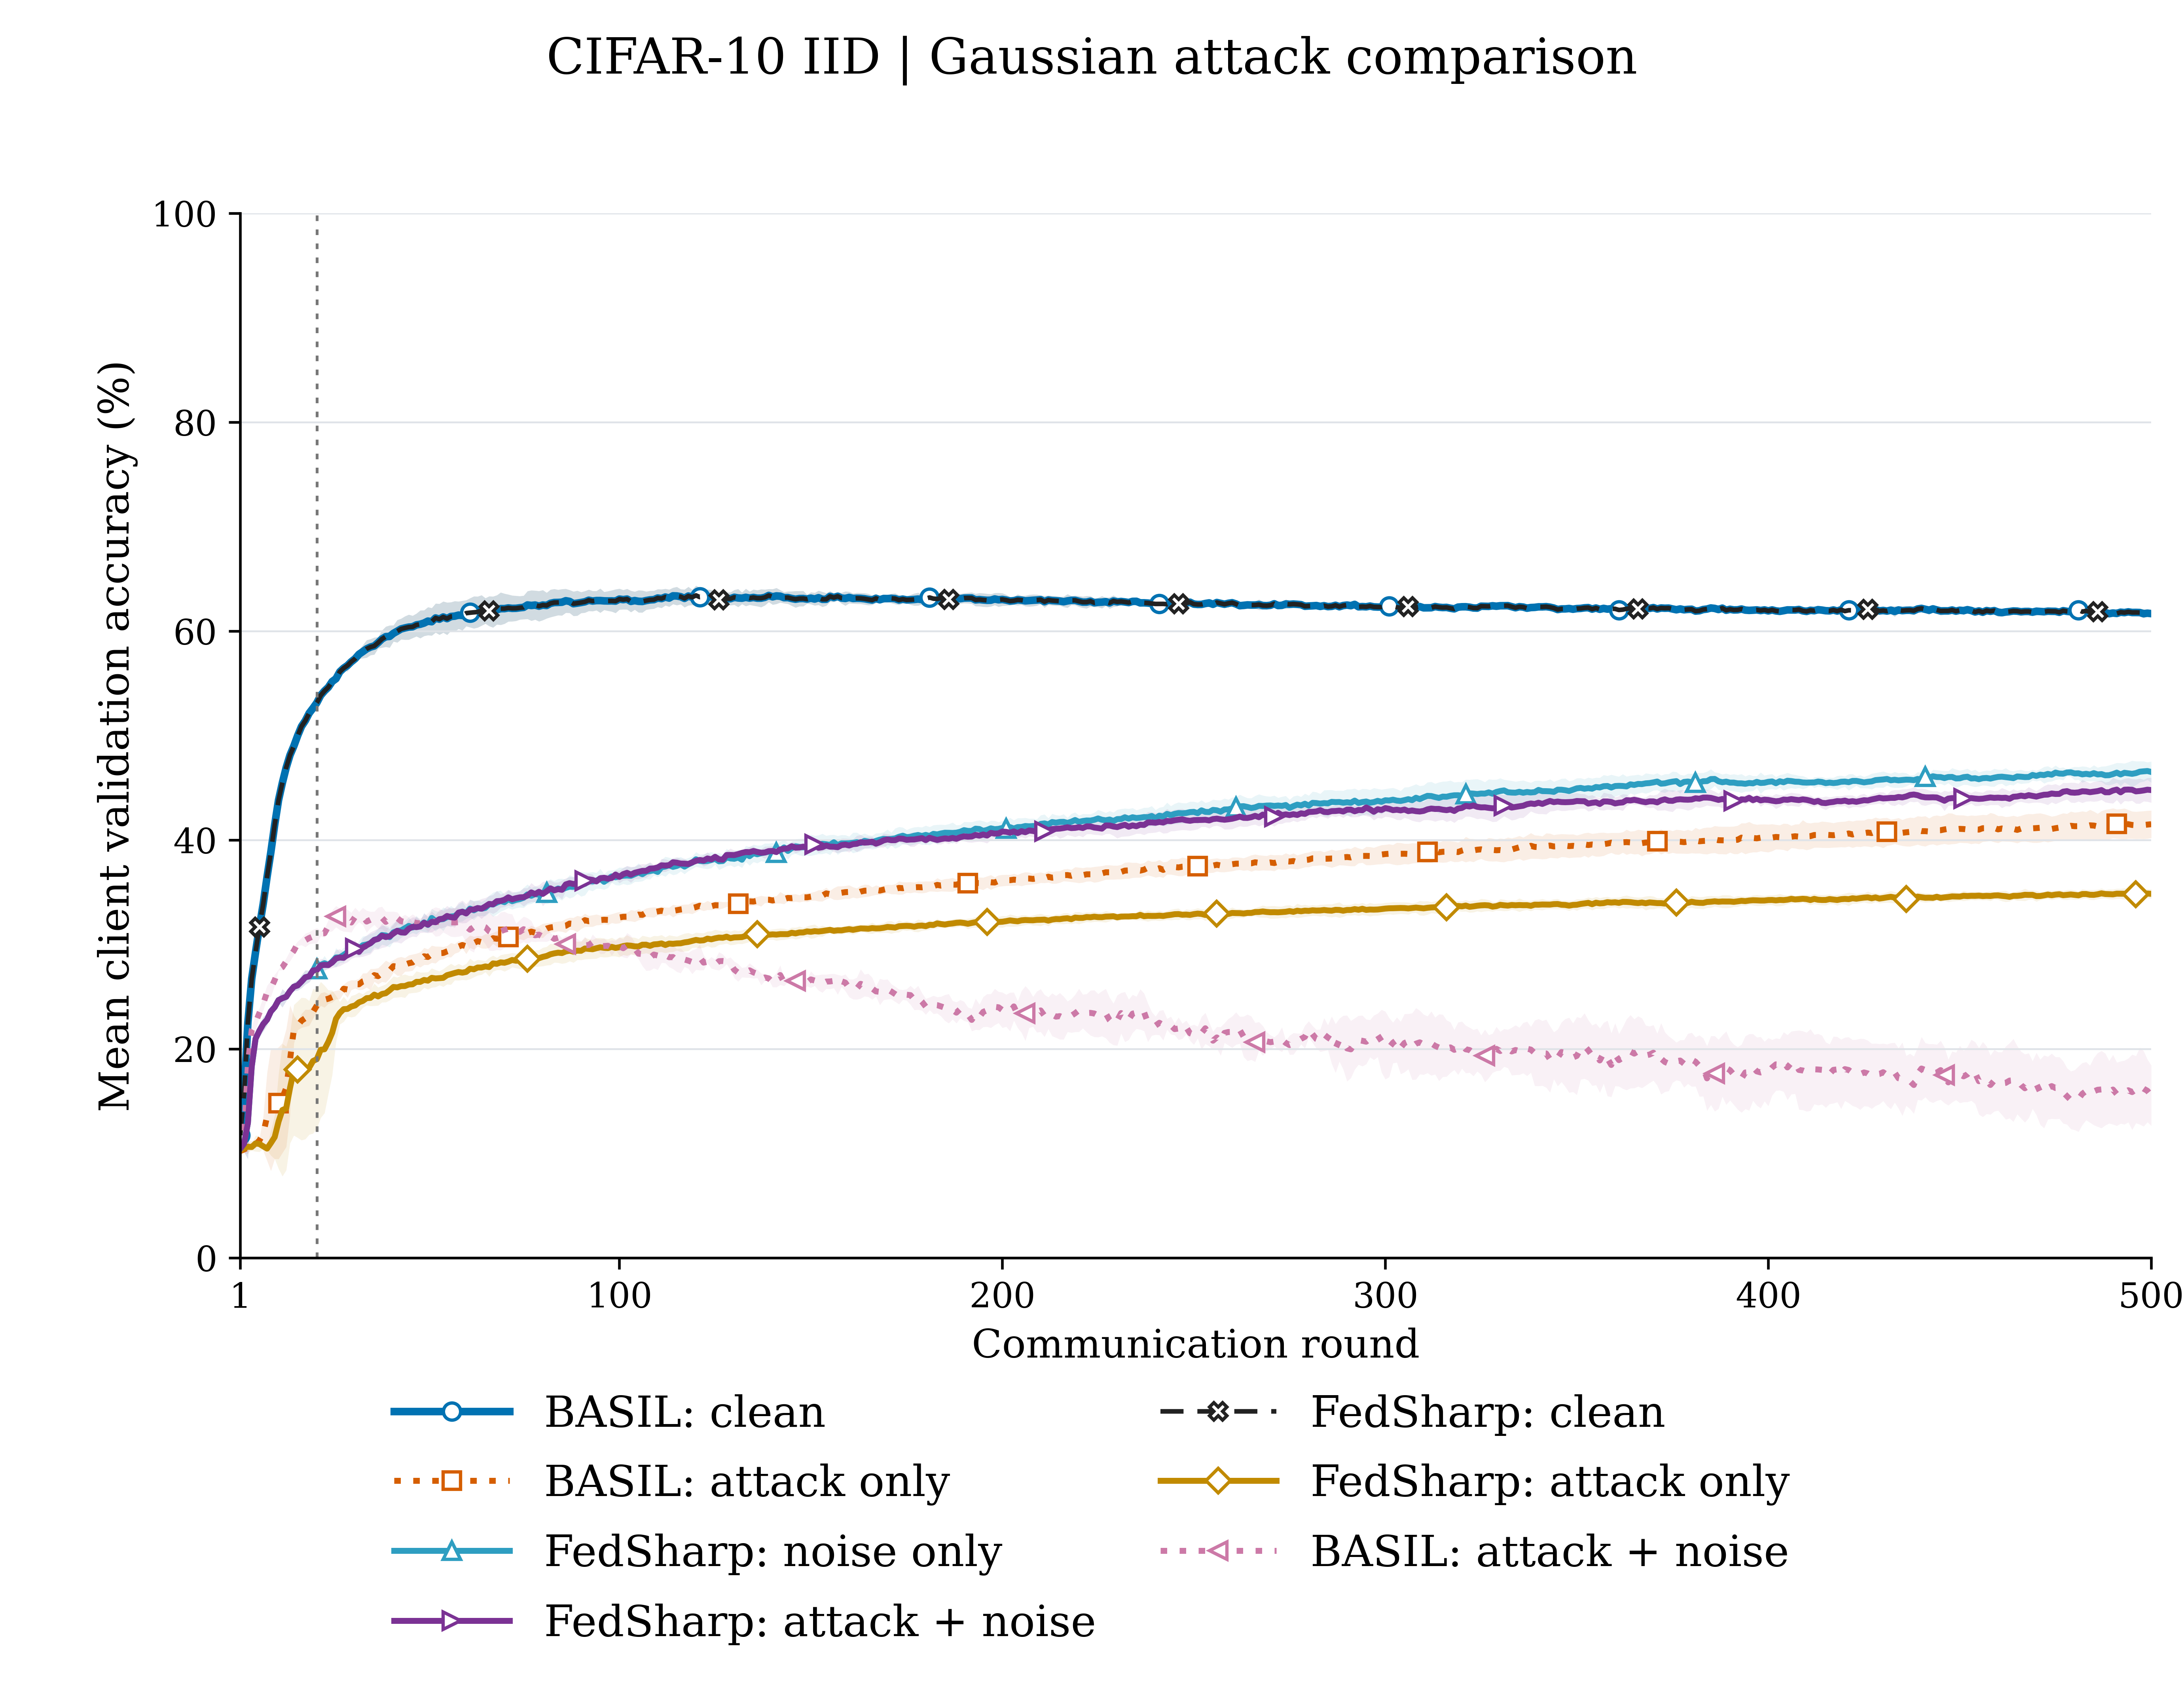 CIFAR-10 IID | Gaussian attack comparison
Mean client validation accuracy (%)
100
80
60
40
20
0
1
100
200
300
400
500
Communication round
BASIL: clean
FedSharp: clean
BASIL: attack only
FedSharp: attack only
FedSharp: noise only
BASIL: attack + noise
FedSharp: attack + noise